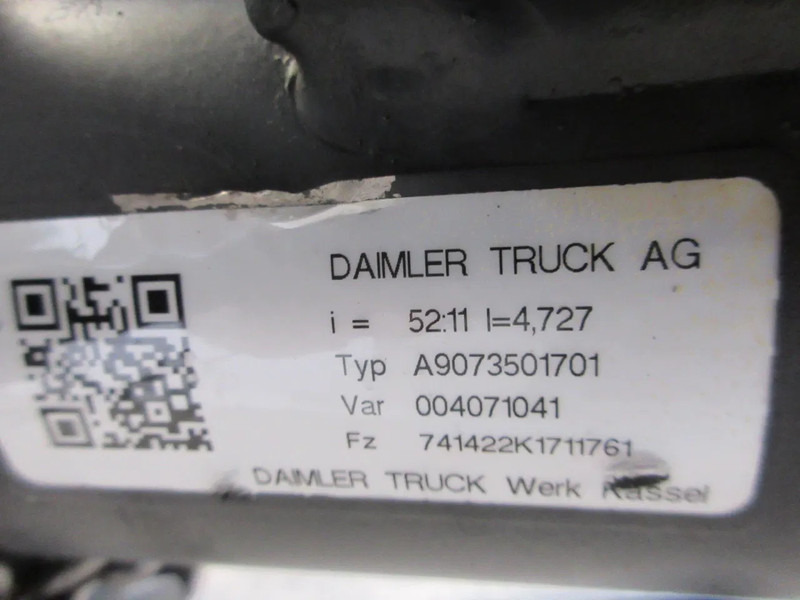 DAIMLER TRUCK AG
i = 52:11 I=4,727
Typ A9073501701
Var 004071041
Fz 741422K1711761
DAIMLER TRUCK Werk Kassel